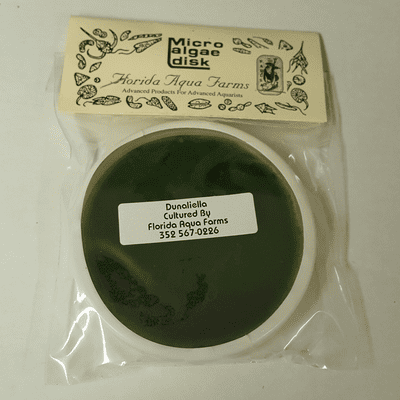 Micro
algae
disk
Florida Aqua Farms
Advanced Products For Advanced Aquarists
Dunaliella
Cultured By
Florida Aqua Farms
352 567-0226